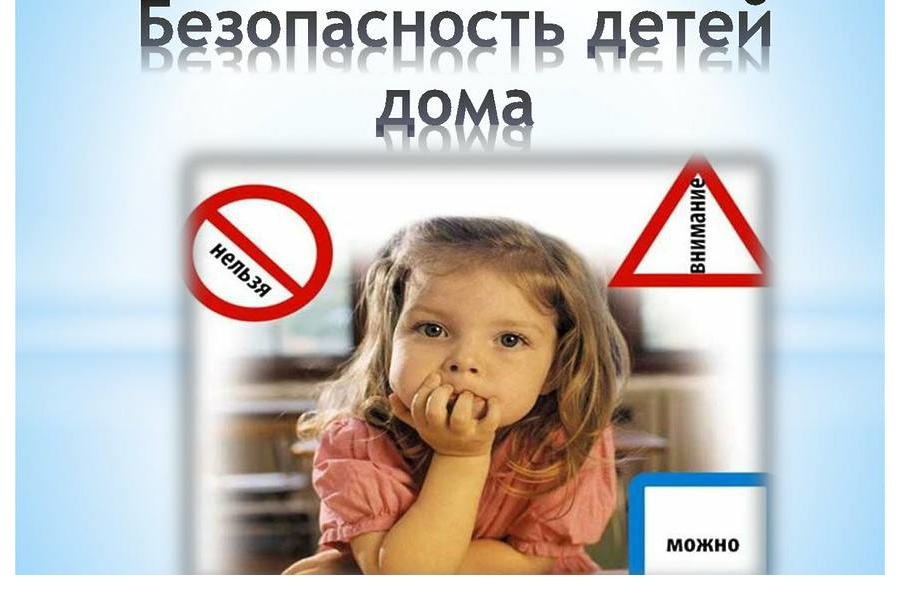 Безопасность детей
дома
нельзя
внимание
можно